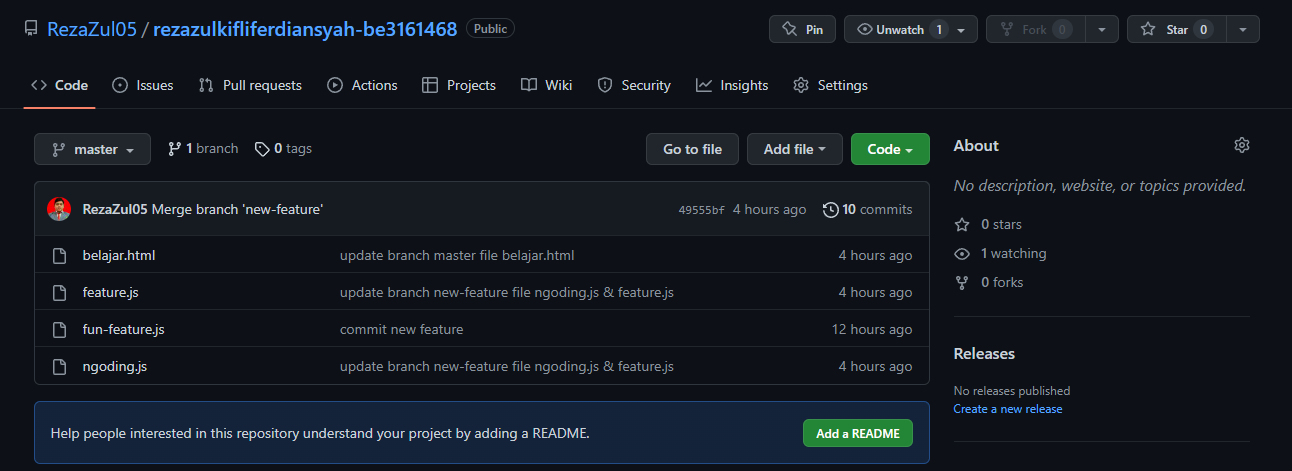 RezaZul05 / rezazulkifliferdiansyah-be3161468 Public
Pin
Unwatch 1
Fork 0
Star 0
Code Issues Pull requests Actions Projects Wiki Security Insights Settings
master 1 branch 0 tags
Go to file Add file Code
RezaZul05 Merge branch 'new-feature' 49555bf 4 hours ago 10 commits
belajar.html update branch master file belajar.html 4 hours ago
feature.js update branch new-feature file ngoding.js & feature.js 4 hours ago
fun-feature.js commit new feature 12 hours ago
ngoding.js update branch new-feature file ngoding.js & feature.js 4 hours ago
Help people interested in this repository understand your project by adding a README. Add a README
About
No description, website, or topics provided.
0 stars
1 watching
0 forks
Releases
No releases published
Create a new release